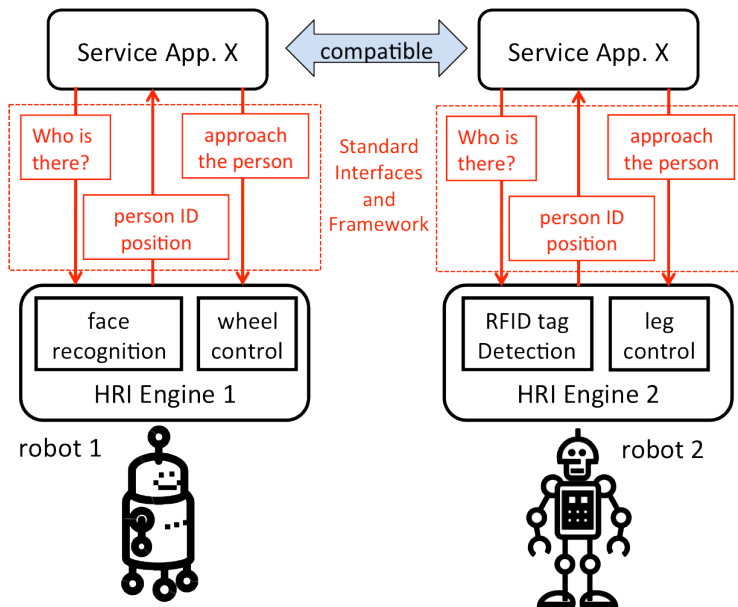 Service App. X
compatible
Service App. X
Who is
there?
approach
the person
person ID
position
Standard
Interfaces
and
Framework
Who is
there?
approach
the person
person ID
position
face
recognition
wheel
control
HRI Engine 1
RFID tag
Detection
leg
control
HRI Engine 2
robot 1
robot 2